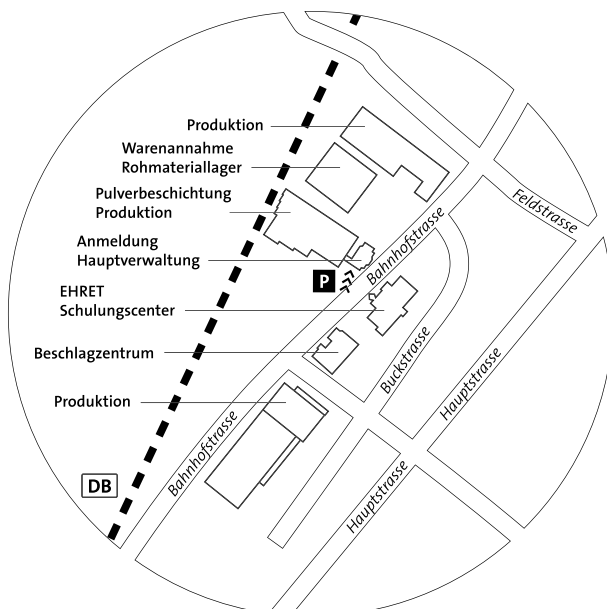 Produktion
Warenannahme
Rohmateriallager
Pulverbeschichtung
Produktion
Anmeldung
Hauptverwaltung
P
EHRET
Schulungscenter
Beschlagzentrum
Produktion
DB
Feldstrasse
Bahnhofstrasse
Buckstrasse
Hauptstrasse
Bahnhofstrasse
Hauptstrasse